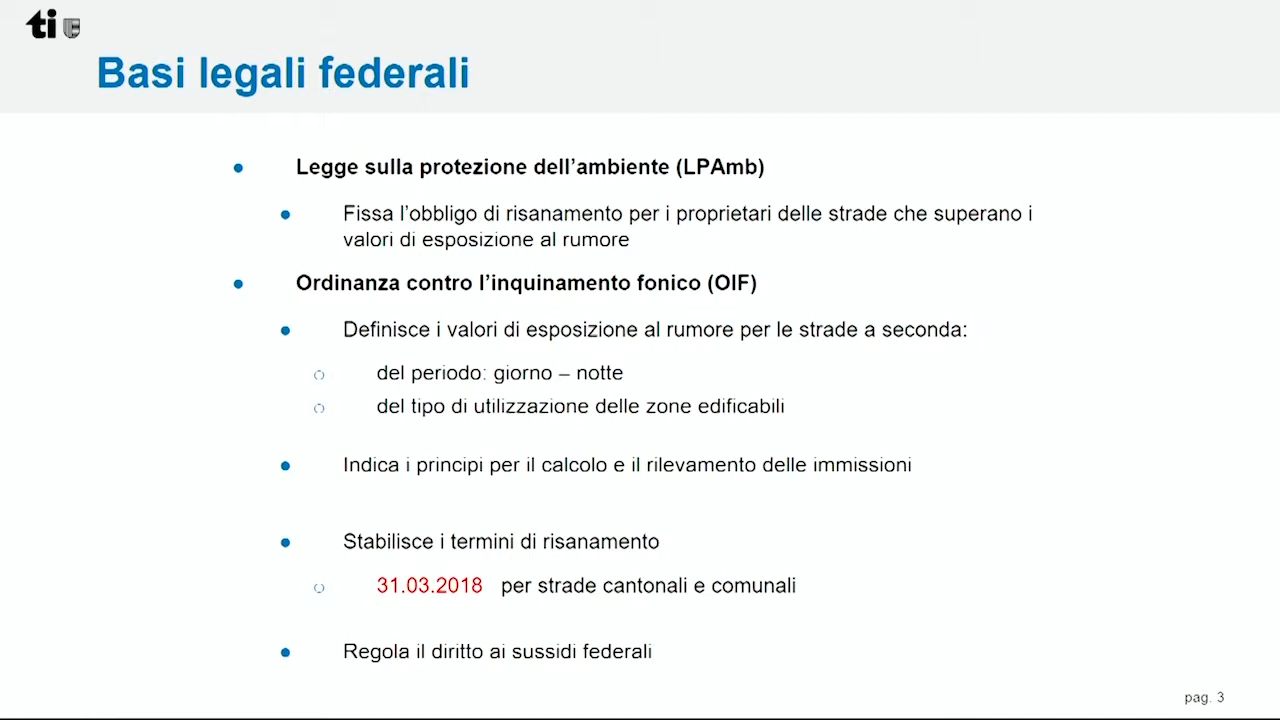 ti
Basi legali federali
Legge sulla protezione dell'ambiente (LPAmb)
Fissa l'obbligo di risanamento per i proprietari delle strade che superano i
valori di esposizione al rumore
Ordinanza contro l'inquinamento fonico (OIF)
Definisce i valori di esposizione al rumore per le strade a seconda:
del periodo: giorno – notte
del tipo di utilizzazione delle zone edificabili
Indica i principi per il calcolo e il rilevamento delle immissioni
Stabilisce i termini di risanamento
31.03.2018 per strade cantonali e comunali
Regola il diritto ai sussidi federali
pag. 3